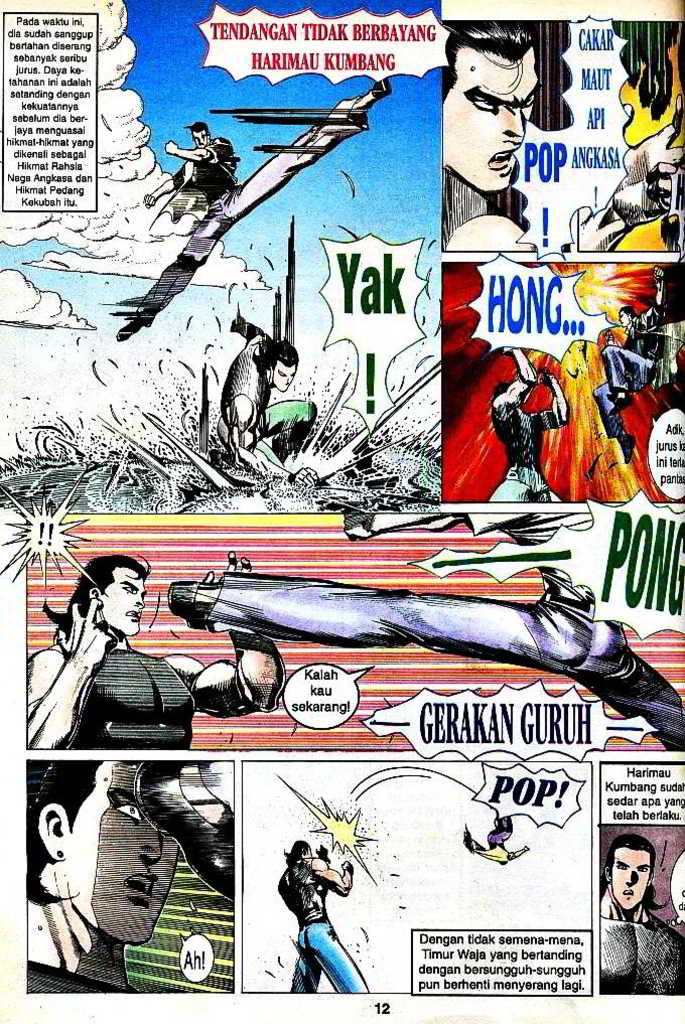 Pada waktu ini,
dia sudah sanggup
bertahan diserang
sebanyak seribu
jurus. Daya ke-
tahanan ini adalah
setanding dengan
kekuatannya
sebelum dia ber-
jaya menguasai
hikmat-hikmat yang
dikenali sebagai
Hikmat Rahsia
Naga Angkasa dan
Hikmat Pedang
Kekubah itu.
TENDANGAN TIDAK BERBAYANG
HARIMAU KUMBANG
CAKAR
MAUT
API
ANGKASA
!
POP
!
Yak
!
HONG...
Adik,
jurus
ini
pantas
!!
PONG
Kalah
kau
sekarang!
GERAKAN GURUH
Ah!
POP!
Dengan tidak semena-mena,
Timur Waja yang bertanding
dengan bersungguh-sungguh
pun berhenti menyerang lagi.
Harimau
Kumbang sudah
sedar apa yang
telah berlaku.
!
12